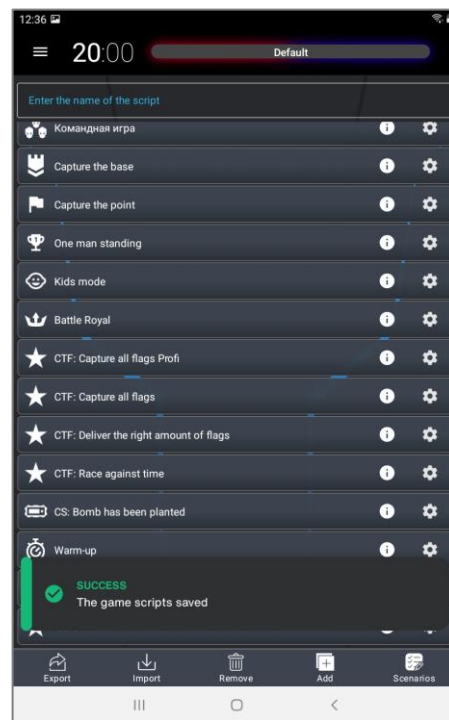 12:36
20:00
Default
Enter the name of the script
Командная игра
Capture the base
Capture the point
One man standing
Kids mode
Battle Royal
CTF: Capture all flags Profi
CTF: Capture all flags
CTF: Deliver the right amount of flags
CTF: Race against time
CS: Bomb has been planted
Warm-up
SUCCESS
The game scripts saved
Export
Import
Remove
Add
Scenarios